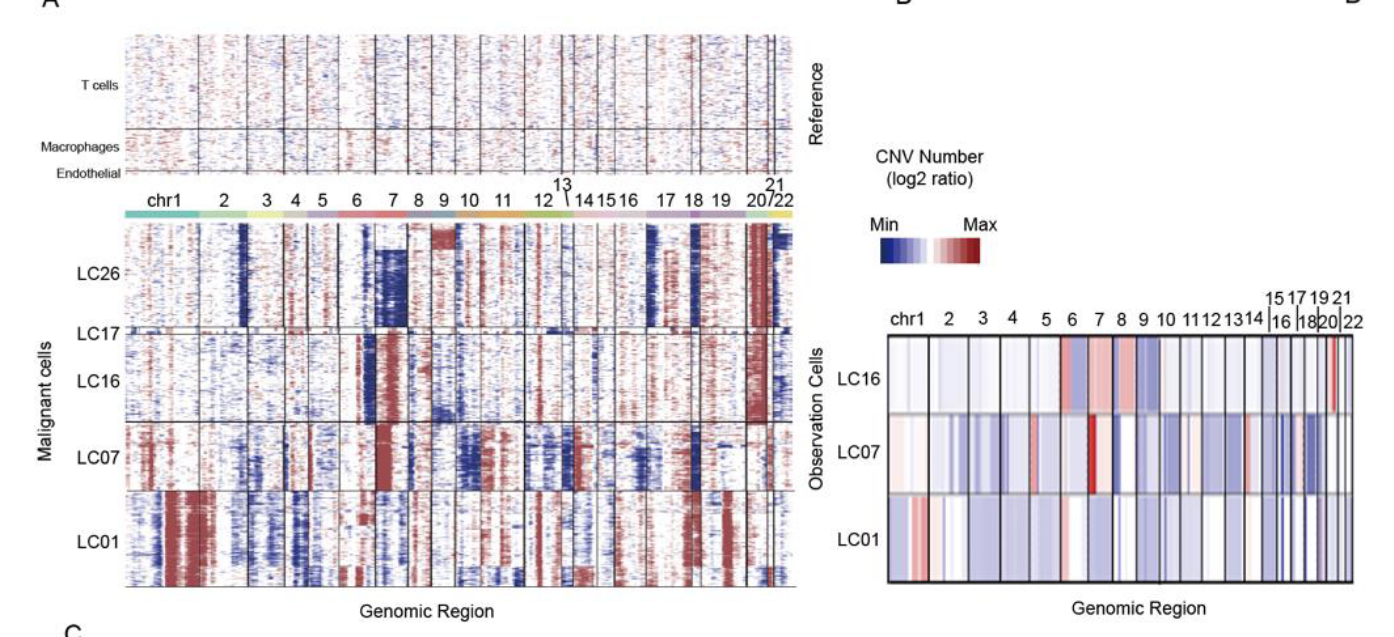 A
B
D
T cells
Macrophages
Endothelial
Reference
chr1 2 3 4 5 6 7 8 9 10 11 12 13 14 15 16 17 18 19 20 21 22
LC26
LC17
LC16
LC07
LC01
Malignant cells
Genomic Region
CNV Number
(log2 ratio)
Min Max
chr1 2 3 4 5 6 7 8 9 10 11 12 13 14 15 16 17 18 19 20 21 22
LC16
LC07
LC01
Observation Cells
Genomic Region
C